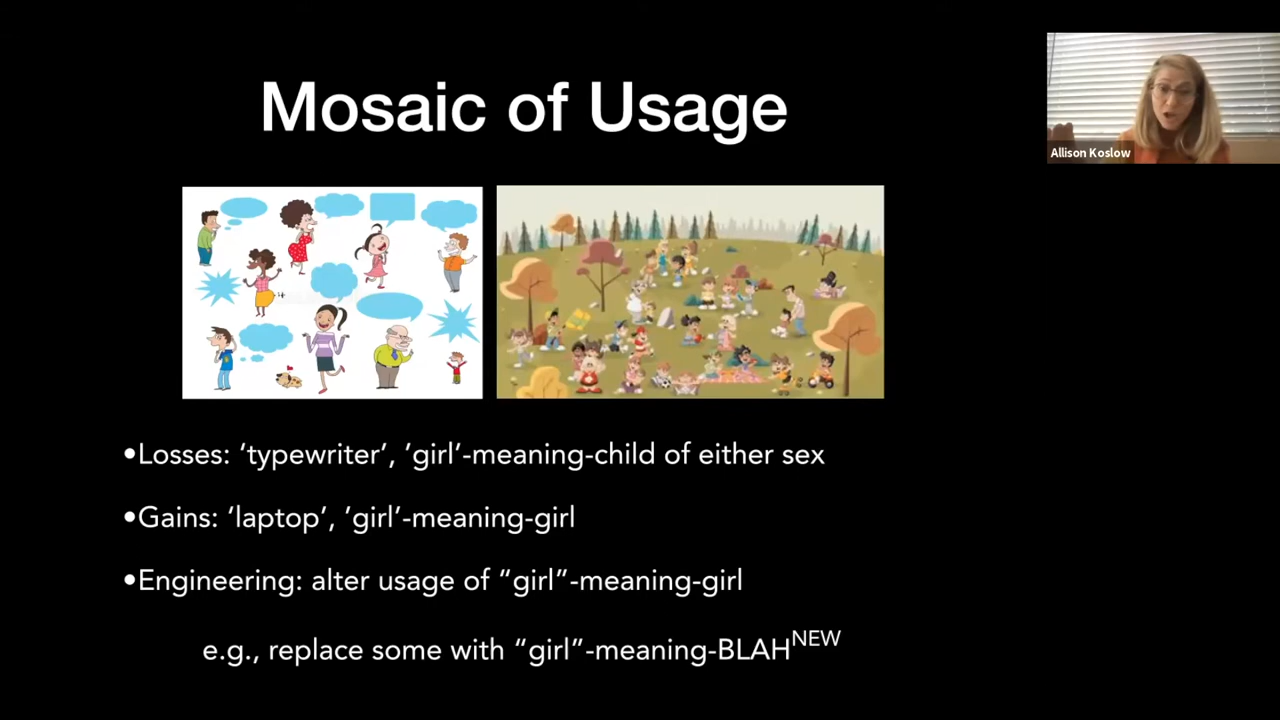 Mosaic of Usage
Allison Koslow
•Losses: ‘typewriter’, ’girl’-meaning-child of either sex
•Gains: ‘laptop’, ‘girl’-meaning-girl
•Engineering: alter usage of “girl”-meaning-girl
e.g., replace some with “girl”-meaning-BLAHNEW